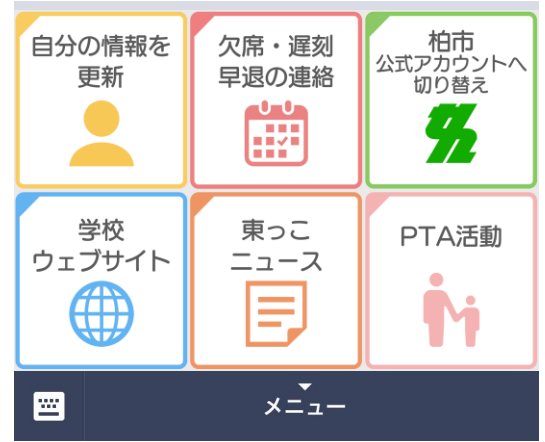 自分の情報を
更新
欠席・遅刻
早退の連絡
柏市
公式アカウントへ
切り替え
学校
ウェブサイト
東っこ
ニュース
PTA活動
メニュー